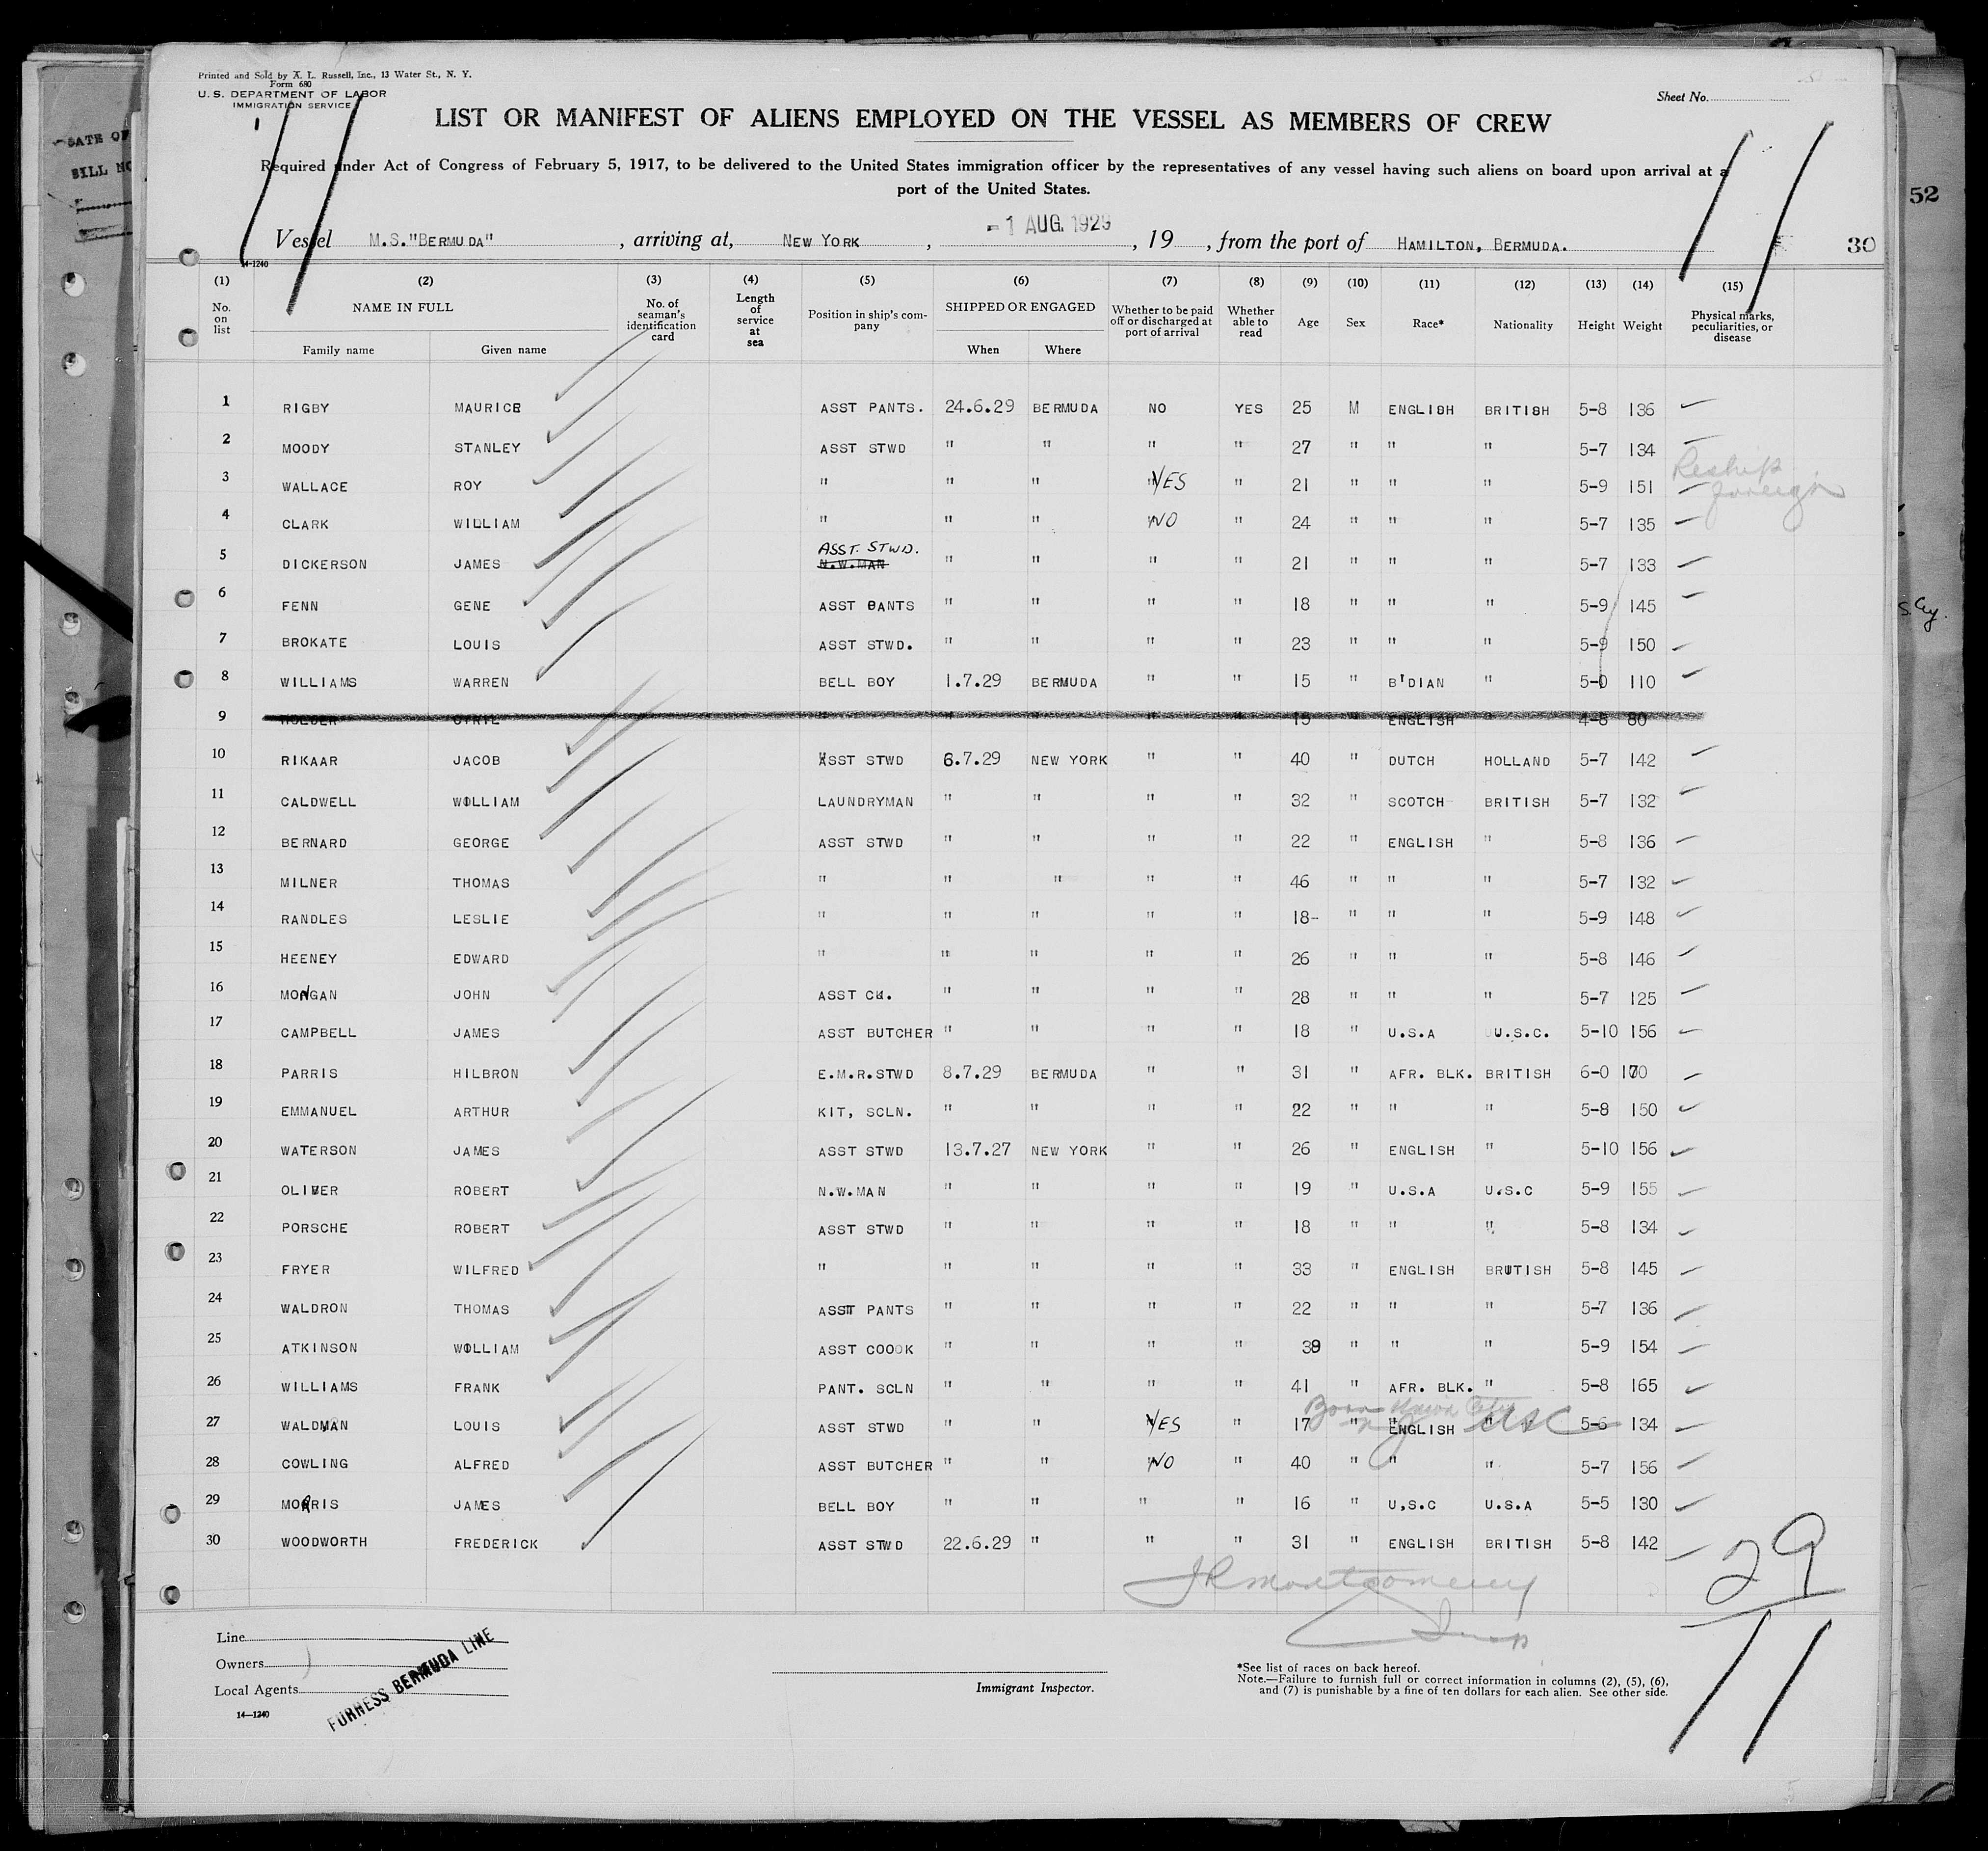 Printed and Sold by A. L. Russell, Inc., 13 Water St., N. Y.
Form 680
U. S. DEPARTMENT OF LABOR
IMMIGRATION SERVICE
Sheet No.
LIST OR MANIFEST OF ALIENS EMPLOYED ON THE VESSEL AS MEMBERS OF CREW
Required under Act of Congress of February 5, 1917, to be delivered to the United States immigration officer by the representatives of any vessel having such aliens on board upon arrival at a
port of the United States.
Vessel M.S."BERMUDA" , arriving at, NEW YORK , -1 AUG. 1929 , 19 , from the port of HAMILTON, BERMUDA. 30
14-1240
(1) (2) (3) (4) (5) (6) (7) (8) (9) (10) (11) (12) (13) (14) (15)
No. on list NAME IN FULL Family name Given name No. of seaman's identification card Length of service at sea Position in ship's company SHIPPED OR ENGAGED When Where Whether to be paid off or discharged at port of arrival Whether able to read Age Sex Race* Nationality Height Weight Physical marks, peculiarities, or disease
1 RIGBY MAURICE ASST PANTS. 24.6.29 BERMUDA NO YES 25 M ENGLISH BRITISH 5-8 136
2 MOODY STANLEY ASST STWD " " " " 27 " " " 5-7 134
3 WALLACE ROY " " " YES " 21 " " " 5-9 151 Reship foreign
4 CLARK WILLIAM " " " NO " 24 " " " 5-7 135
5 DICKERSON JAMES ASST. STWD. N.W.MAN " " " " 21 " " " 5-7 133
6 FENN GENE ASST PANTS " " " " 18 " " " 5-9 145
7 BROKATE LOUIS ASST STWD. " " " " 23 " " " 5-9 150
8 WILLIAMS WARREN BELL BOY 1.7.29 BERMUDA " " 15 " B'DIAN " 5-0 110
9 HOLDER CYRIL " " " " " 15 " ENGLISH " 4-8 80
10 RIKAAR JACOB ASST STWD 6.7.29 NEW YORK " " 40 " DUTCH HOLLAND 5-7 142
11 CALDWELL WILLIAM LAUNDRYMAN " " " " 32 " SCOTCH BRITISH 5-7 132
12 BERNARD GEORGE ASST STWD " " " " 22 " ENGLISH " 5-8 136
13 MILNER THOMAS " " " " " 46 " " " 5-7 132
14 RANDLES LESLIE " " " " " 18- " " " 5-9 148
15 HEENEY EDWARD " " " " " 26 " " " 5-8 146
16 MONGAN JOHN ASST CH. " " " " 28 " " " 5-7 125
17 CAMPBELL JAMES ASST BUTCHER " " " " 18 " U.S.A U.S.C. 5-10 156
18 PARRIS HILBRON E.M.R.STWD 8.7.29 BERMUDA " " 31 " AFR. BLK. BRITISH 6-0 170
19 EMMANUEL ARTHUR KIT, SCLN. " " " " 22 " " " 5-8 150
20 WATERSON JAMES ASST STWD 13.7.27 NEW YORK " " 26 " ENGLISH " 5-10 156
21 OLIVER ROBERT N.W.MAN " " " " 19 " U.S.A U.S.C 5-9 155
22 PORSCHE ROBERT ASST STWD " " " " 18 " " " 5-8 134
23 FRYER WILFRED " " " " " 33 " ENGLISH BRUTISH 5-8 145
24 WALDRON THOMAS ASST PANTS " " " " 22 " " " 5-7 136
25 ATKINSON WILLIAM ASST COOOK " " " " 39 " " " 5-9 154
26 WILLIAMS FRANK PANT. SCLN " " " " 41 " AFR. BLK. " 5-8 165
Born Union City
27 WALDMAN LOUIS ASST STWD " " YES " 17 " ENGLISH " USC 5-6 134
NJ
28 COWLING ALFRED ASST BUTCHER " " NO " 40 " " " 5-7 156
29 MORRIS JAMES BELL BOY " " " " 16 " U,S.C U.S.A 5-5 130
30 WOODWORTH FREDERICK ASST STWD 22.6.29 " " " 31 " ENGLISH BRITISH 5-8 142
29
JRMontgomery
Insp
Line
Owners
Local Agents
FURNESS BERMUDA LINE
14—1240
Immigrant Inspector.
*See list of races on back hereof.
Note.—Failure to furnish full or correct information in columns (2), (5), (6),
and (7) is punishable by a fine of ten dollars for each alien. See other side.
DATE OF
BILL NO
52